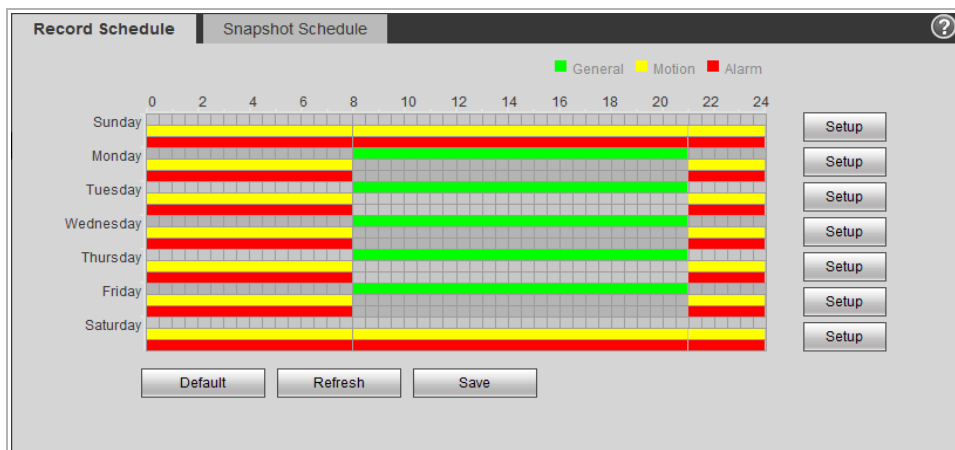 Record Schedule Snapshot Schedule ?
General Motion Alarm
0 2 4 6 8 10 12 14 16 18 20 22 24
Sunday Setup
Monday Setup
Tuesday Setup
Wednesday Setup
Thursday Setup
Friday Setup
Saturday Setup
Default Refresh Save